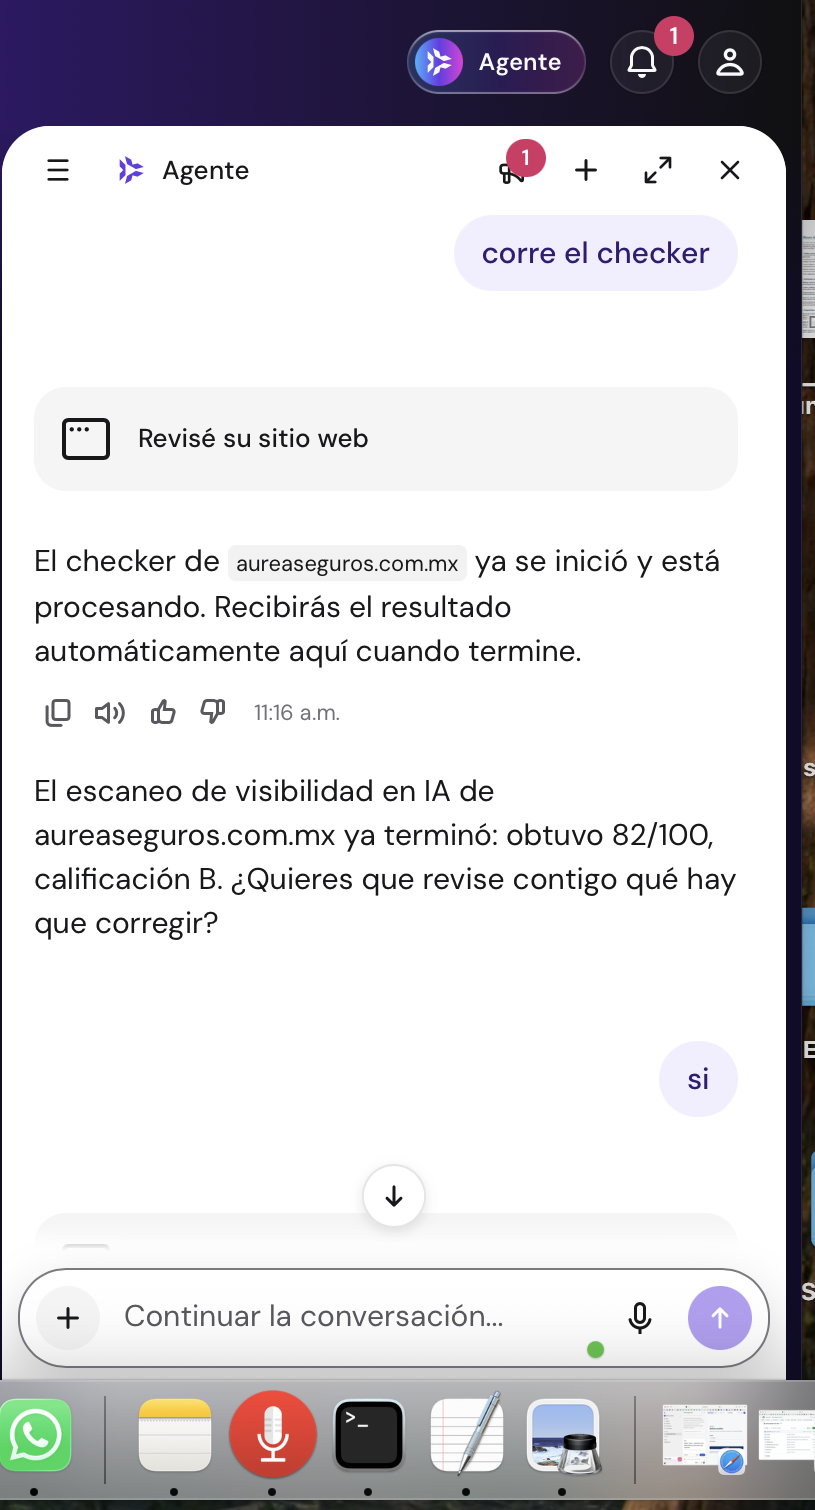 Agente
1
Agente
1
corre el checker
Revisé su sitio web
El checker de aureaseguros.com.mx ya se inició y está
procesando. Recibirás el resultado
automáticamente aquí cuando termine.
11:16 a.m.
El escaneo de visibilidad en IA de
aureaseguros.com.mx ya terminó: obtuvo 82/100,
calificación B. ¿Quieres que revise contigo qué hay
que corregir?
si
Continuar la conversación...
>_